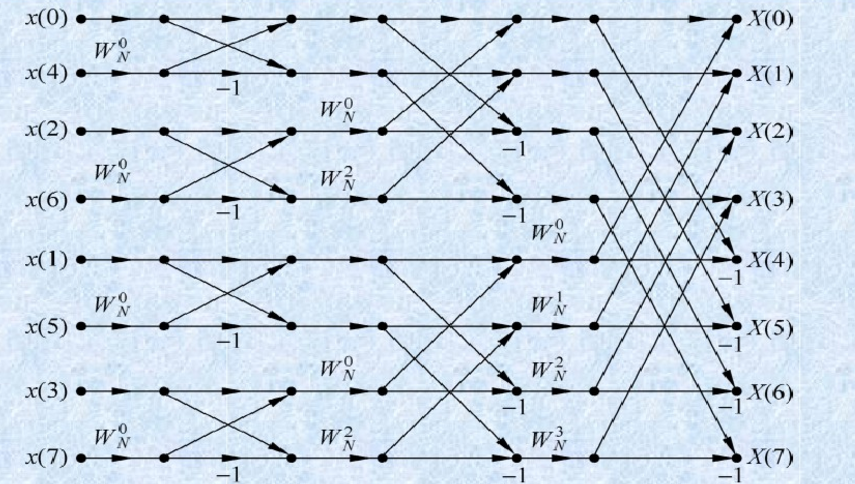 x(0) X(0)
W_N^0
x(4) -1 X(1)
W_N^0
x(2) -1 X(2)
W_N^0 W_N^2
x(6) -1 -1 X(3)
W_N^0
x(1) X(4)
-1
W_N^0 W_N^1
x(5) -1 X(5)
-1
W_N^0 W_N^2
x(3) -1 X(6)
-1
W_N^0 W_N^2 W_N^3
x(7) X(7)
-1 -1 -1